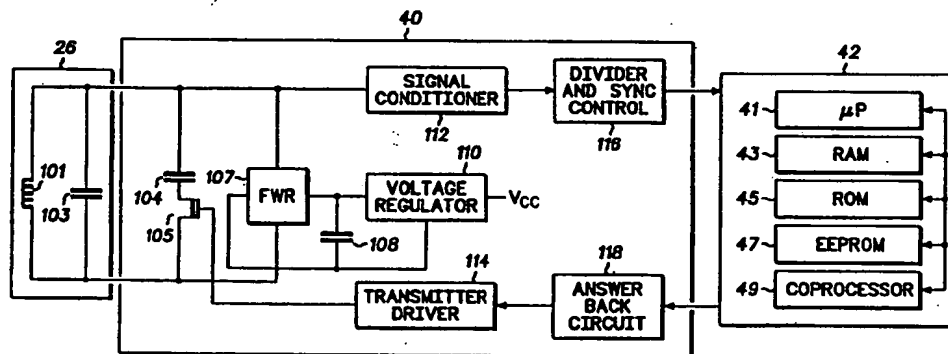 40
26
42
SIGNAL
CONDITIONER
112
DIVIDER
AND SYNC
CONTROL
116
41
µP
43
RAM
45
ROM
47
EEPROM
49
COPROCESSOR
101
103
104
105
107
FWR
108
110
VOLTAGE
REGULATOR
VCC
114
TRANSMITTER
DRIVER
118
ANSWER
BACK
CIRCUIT